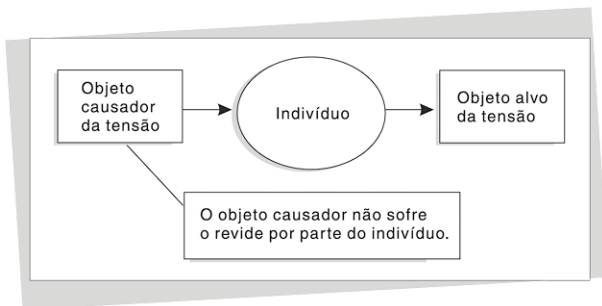 Objeto
causador
da tensão
Indivíduo
Objeto alvo
da tensão
O objeto causador não sofre
o revide por parte do indivíduo.